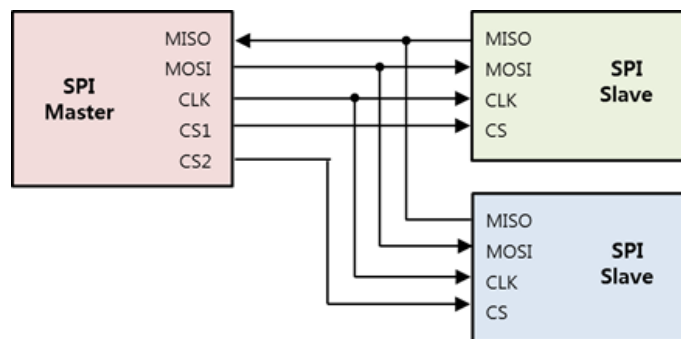 SPI
Master
MISO
MOSI
CLK
CS1
CS2
MISO
MOSI
CLK
CS
SPI
Slave
MISO
MOSI
CLK
CS
SPI
Slave